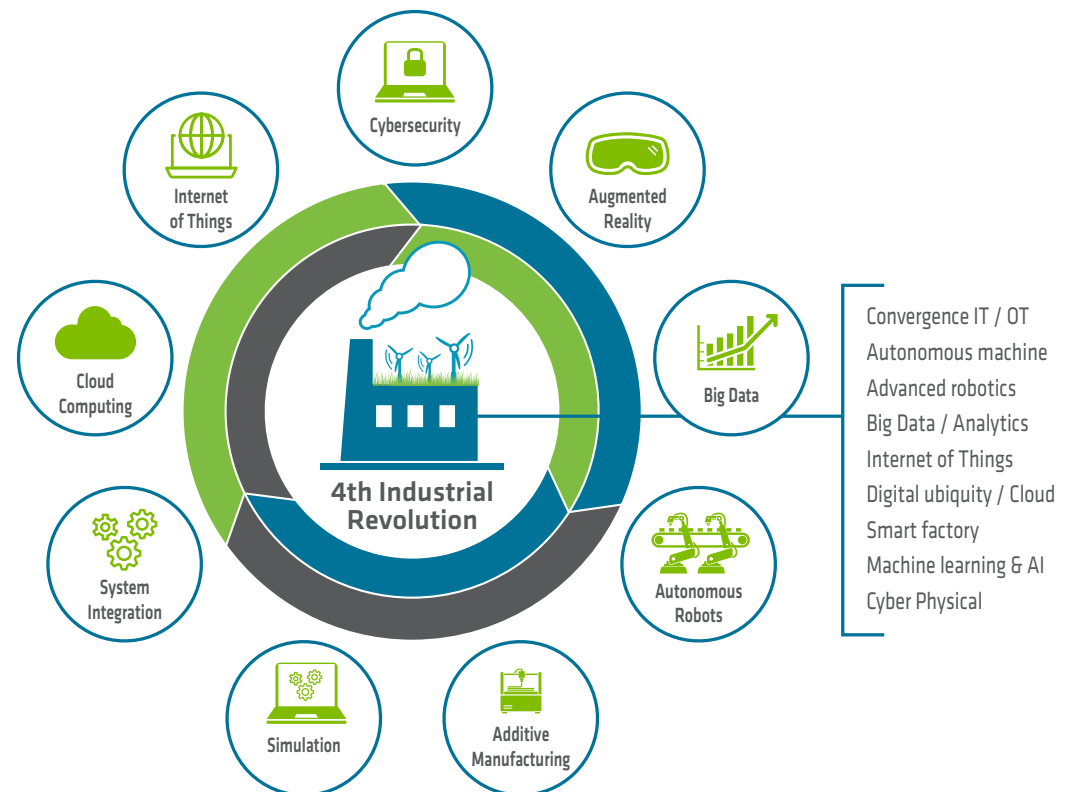 Cybersecurity
Augmented
Reality
Big Data
Autonomous
Robots
Additive
Manufacturing
Simulation
System
Integration
Cloud
Computing
Internet
of Things
4th Industrial
Revolution
Convergence IT / OT
Autonomous machine
Advanced robotics
Big Data / Analytics
Internet of Things
Digital ubiquity / Cloud
Smart factory
Machine learning & AI
Cyber Physical